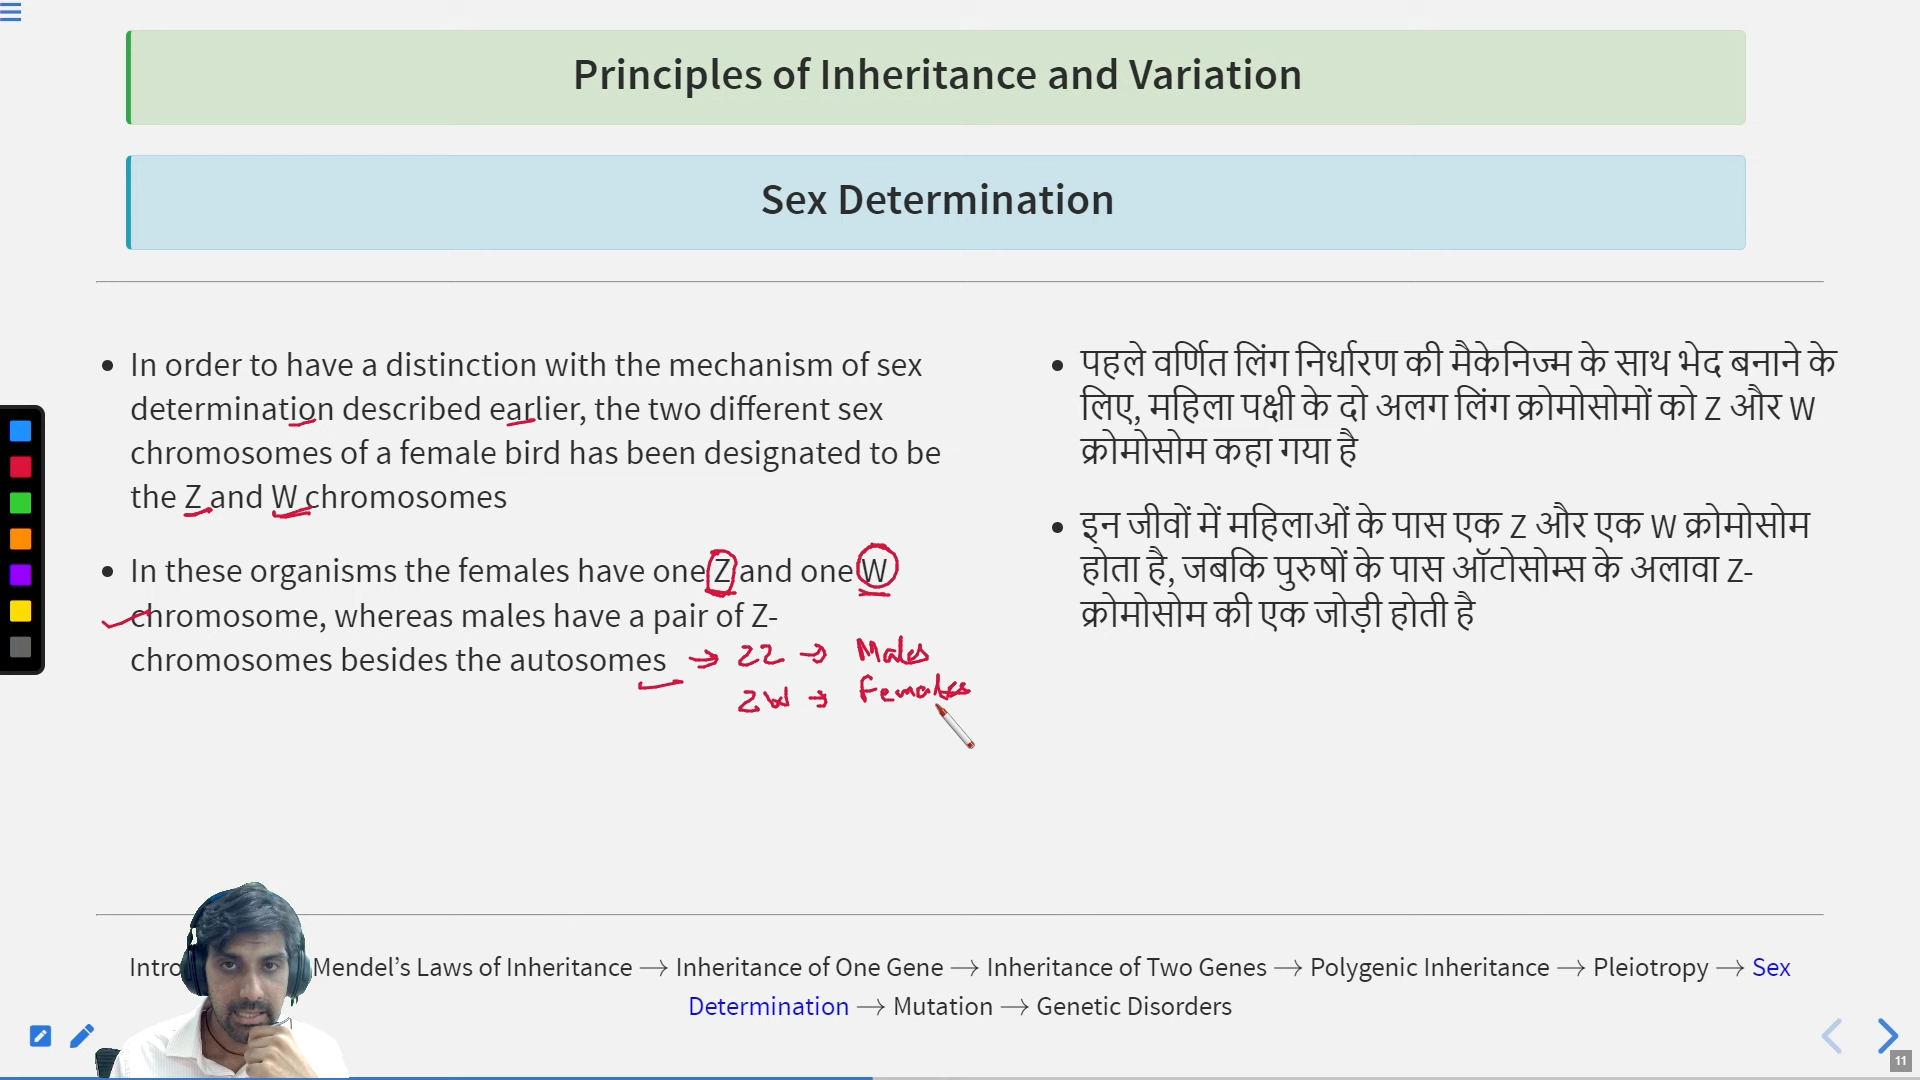 Principles of Inheritance and Variation
Sex Determination
In order to have a distinction with the mechanism of sex
determination described earlier, the two different sex
chromosomes of a female bird has been designated to be
the Z and W chromosomes
In these organisms the females have one Z and one W
chromosome, whereas males have a pair of Z-
chromosomes besides the autosomes → ZZ → Males
ZW → Females
पहले वर्णित लिंग निर्धारण की मैकेनिज्म के साथ भेद बनाने के
लिए, महिला पक्षी के दो अलग लिंग क्रोमोसोमों को Z और W
क्रोमोसोम कहा गया है
इन जीवों में महिलाओं के पास एक Z और एक W क्रोमोसोम
होता है, जबकि पुरुषों के पास ऑटोसोम्स के अलावा Z-
क्रोमोसोम की एक जोड़ी होती है
Intro Mendel’s Laws of Inheritance → Inheritance of One Gene → Inheritance of Two Genes → Polygenic Inheritance → Pleiotropy → Sex
Determination → Mutation → Genetic Disorders
11